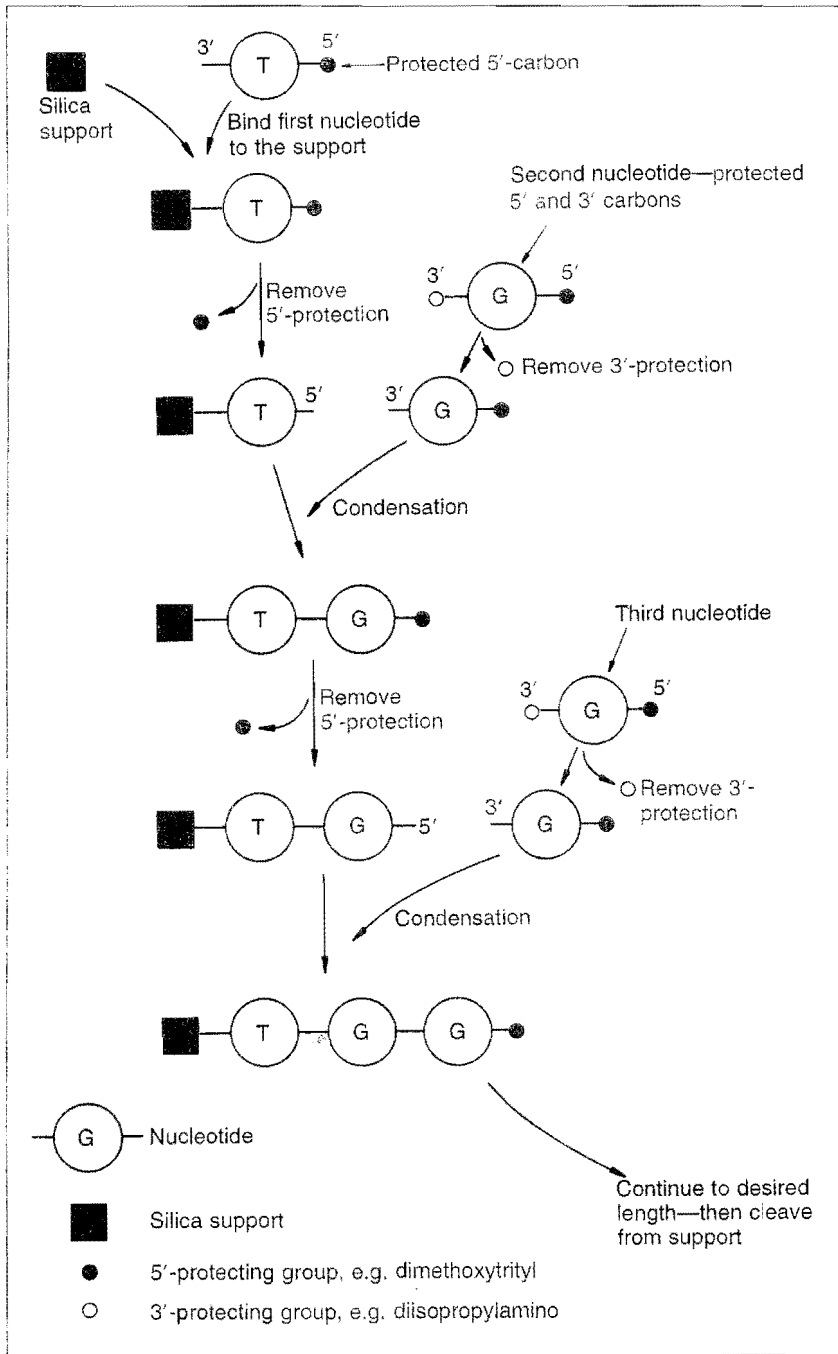 3′
5′
T
Protected 5′-carbon
Silica
support
Bind first nucleotide
to the support
Second nucleotide—protected
5′ and 3′ carbons
T
3′
5′
G
Remove
5′-protection
Remove 3′-protection
T
5′
3′
G
Condensation
T
G
Third nucleotide
3′
5′
G
Remove
5′-protection
Remove 3′-
protection
T
G
5′
3′
G
Condensation
T
G
G
G
Nucleotide
Continue to desired
length—then cleave
from support
Silica support
5′-protecting group, e.g. dimethoxytrityl
3′-protecting group, e.g. diisopropylamino